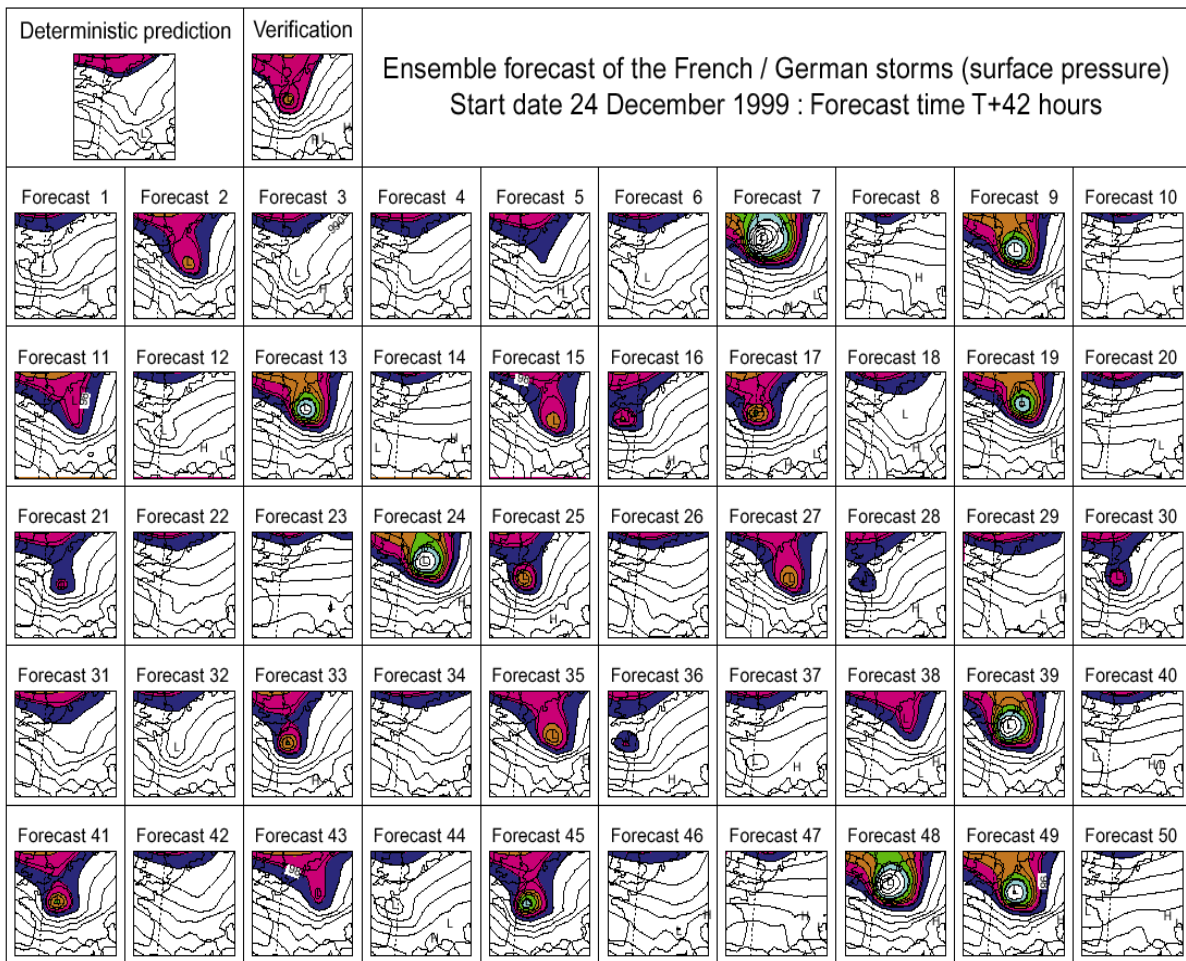 Deterministic prediction
Verification
Ensemble forecast of the French / German storms (surface pressure)
Start date 24 December 1999 : Forecast time T+42 hours
Forecast 1
Forecast 2
Forecast 3
Forecast 4
Forecast 5
Forecast 6
Forecast 7
Forecast 8
Forecast 9
Forecast 10
Forecast 11
Forecast 12
Forecast 13
Forecast 14
Forecast 15
Forecast 16
Forecast 17
Forecast 18
Forecast 19
Forecast 20
Forecast 21
Forecast 22
Forecast 23
Forecast 24
Forecast 25
Forecast 26
Forecast 27
Forecast 28
Forecast 29
Forecast 30
Forecast 31
Forecast 32
Forecast 33
Forecast 34
Forecast 35
Forecast 36
Forecast 37
Forecast 38
Forecast 39
Forecast 40
Forecast 41
Forecast 42
Forecast 43
Forecast 44
Forecast 45
Forecast 46
Forecast 47
Forecast 48
Forecast 49
Forecast 50